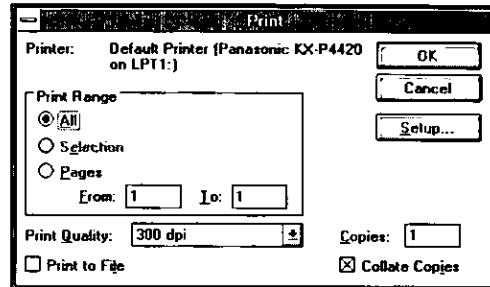 Print
Printer: Default Printer (Panasonic KX-P4420 on LPT1:)
OK
Cancel
Setup...
Print Range
All
Selection
Pages
From: 1 To: 1
Print Quality: 300 dpi
Copies: 1
Print to File
Collate Copies